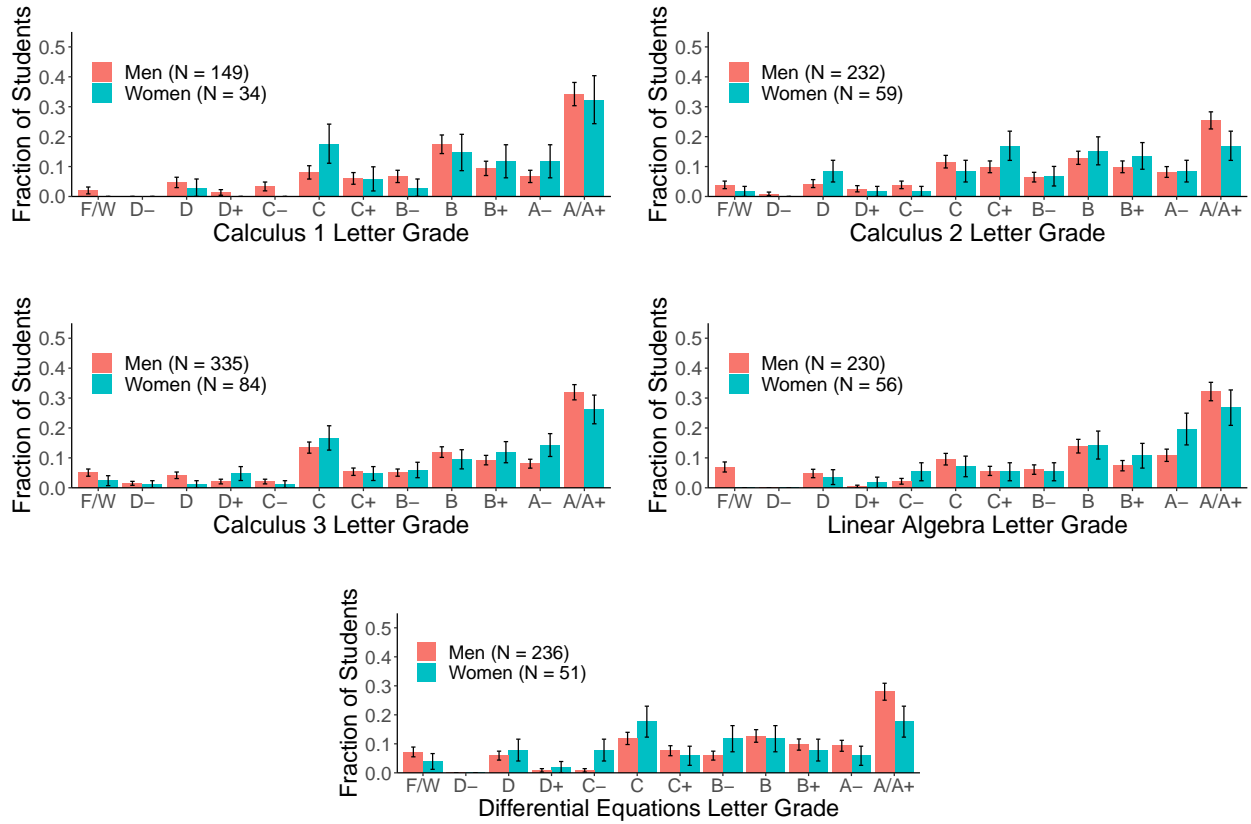 Fraction of Students
0.5
0.4
0.3
0.2
0.1
0.0
Men (N = 149)
Women (N = 34)
F/W D− D D+ C− C C+ B− B B+ A− A/A+
Calculus 1 Letter Grade
Fraction of Students
0.5
0.4
0.3
0.2
0.1
0.0
Men (N = 232)
Women (N = 59)
F/W D− D D+ C− C C+ B− B B+ A− A/A+
Calculus 2 Letter Grade
Fraction of Students
0.5
0.4
0.3
0.2
0.1
0.0
Men (N = 335)
Women (N = 84)
F/W D− D D+ C− C C+ B− B B+ A− A/A+
Calculus 3 Letter Grade
Fraction of Students
0.5
0.4
0.3
0.2
0.1
0.0
Men (N = 230)
Women (N = 56)
F/W D− D D+ C− C C+ B− B B+ A− A/A+
Linear Algebra Letter Grade
Fraction of Students
0.5
0.4
0.3
0.2
0.1
0.0
Men (N = 236)
Women (N = 51)
F/W D− D D+ C− C C+ B− B B+ A− A/A+
Differential Equations Letter Grade